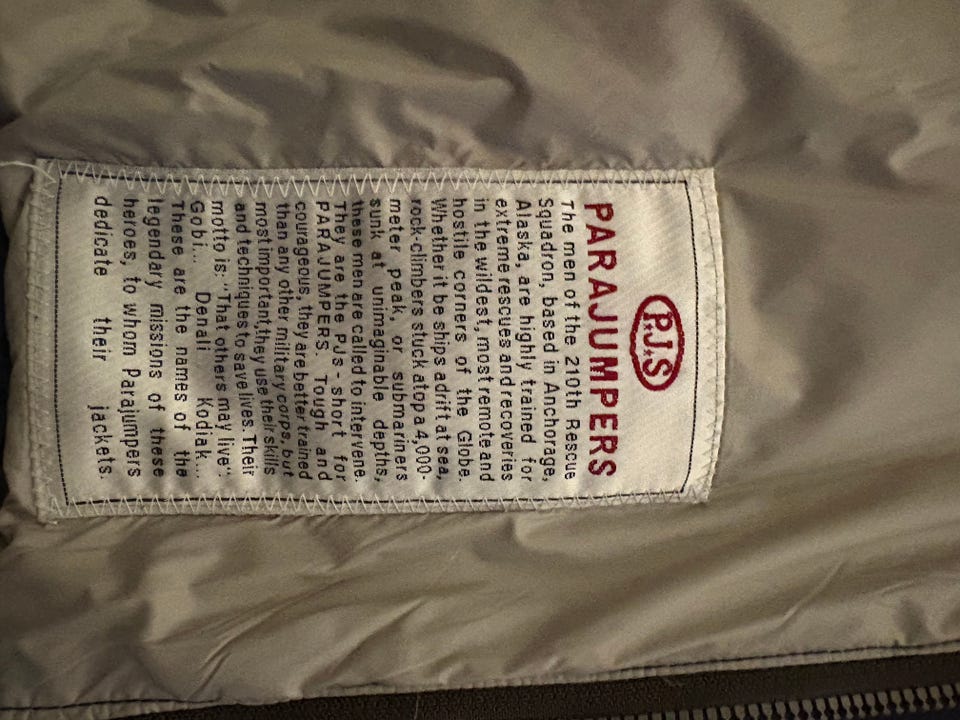 P.J.S
PARAJUMPERS
The men of the 210th Rescue
Squadron, based in Anchorage,
Alaska, are highly trained for
extreme rescues and recoveries
in the wildest, most remote and
hostile corners of the Globe.
Whether it be ships adrift at sea,
rock-climbers stuck atop a 4,000-
meter peak, or submariners
sunk at unimaginable depths,
these men are called to intervene.
They are the PJs - short for
PARAJUMPERS. Tough and
courageous, they are better trained
than any other military corps, but
most important, they use their skills
and techniques to save lives. Their
motto is: "That others may live".
Gobi... Denali Kodiak...
These are the names of the
legendary missions of these
heroes, to whom Parajumpers
dedicate their jackets.